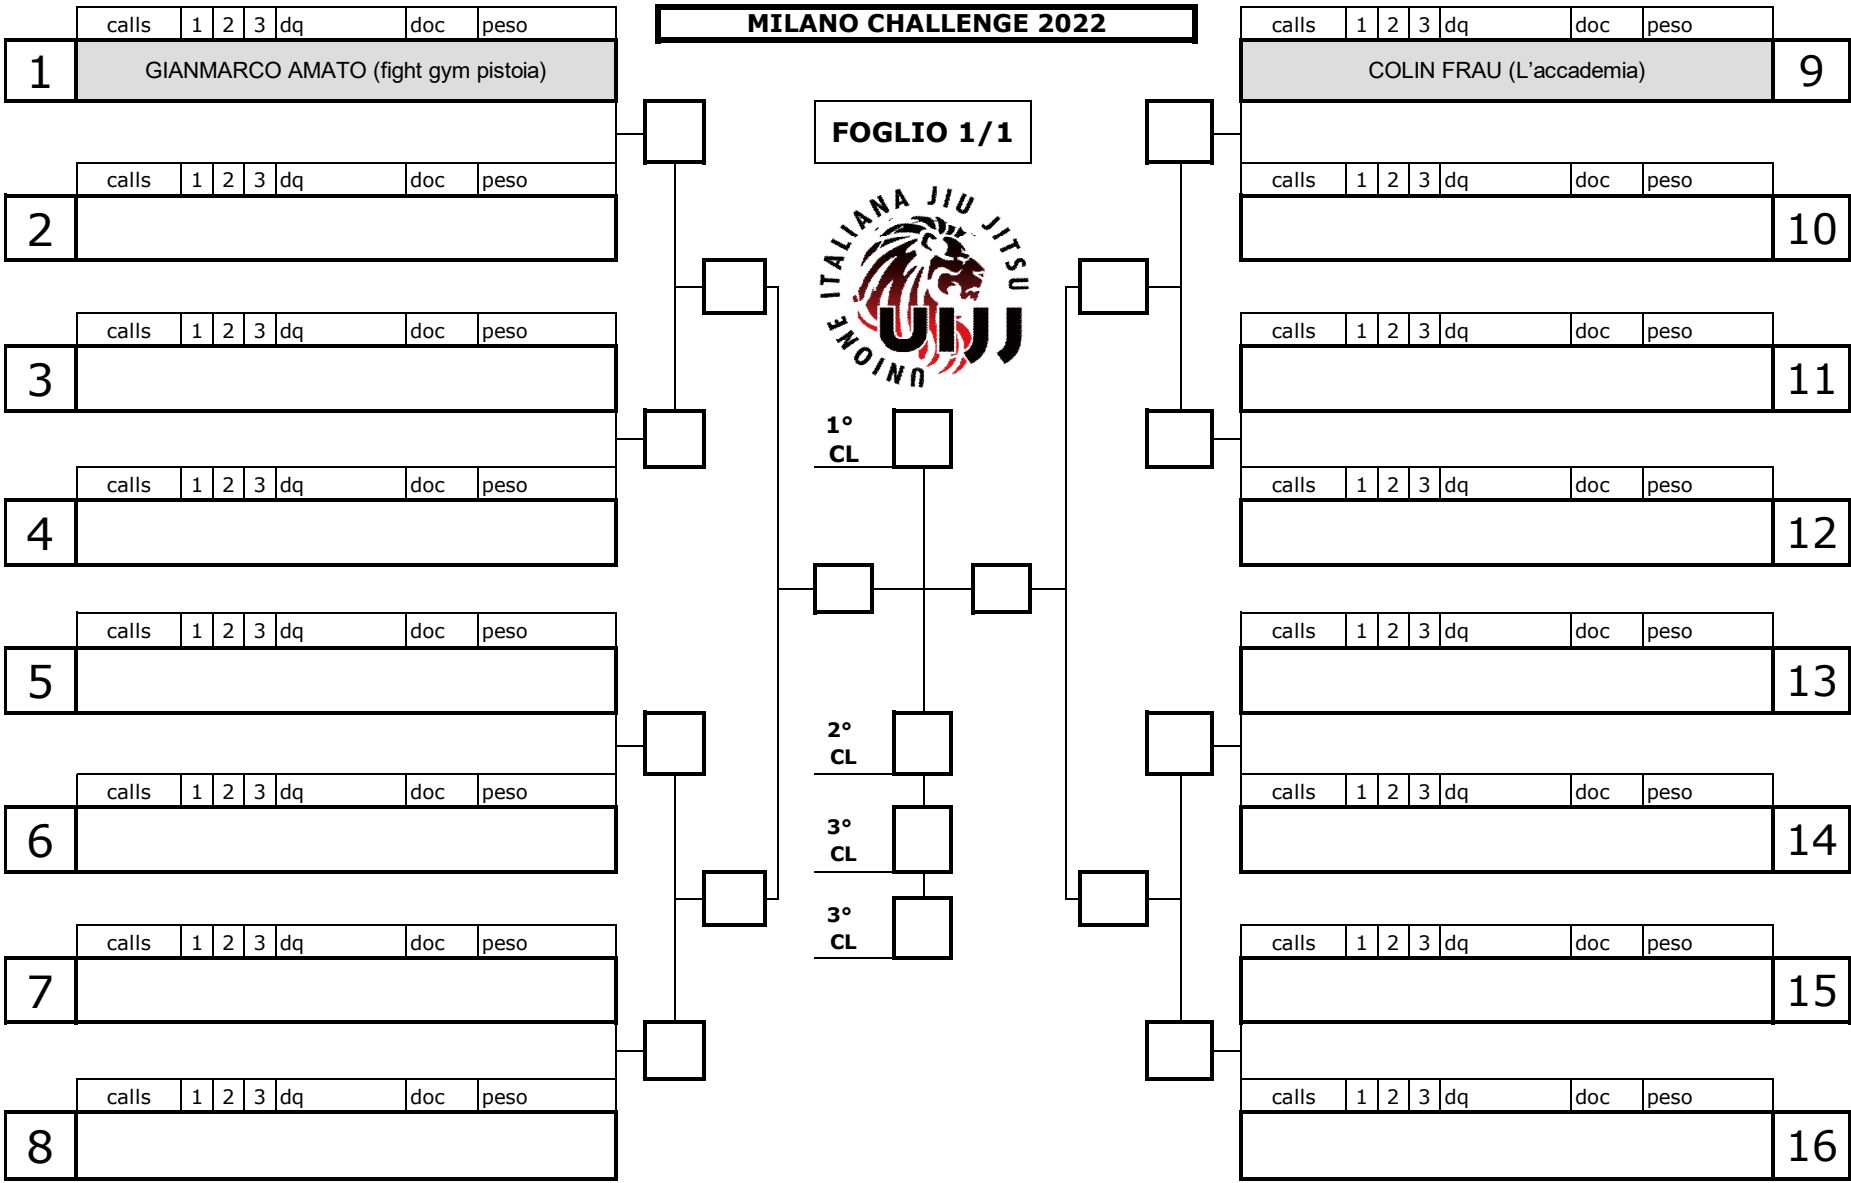 MILANO CHALLENGE 2022
FOGLIO 1/1
calls 1 2 3 dq doc peso
1 GIANMARCO AMATO (fight gym pistoia)
calls 1 2 3 dq doc peso
2
calls 1 2 3 dq doc peso
3
calls 1 2 3 dq doc peso
4
calls 1 2 3 dq doc peso
5
calls 1 2 3 dq doc peso
6
calls 1 2 3 dq doc peso
7
calls 1 2 3 dq doc peso
8
UNIONE ITALIANA JIU JITSU
UIJJ
1°
CL
2°
CL
3°
CL
3°
CL
calls 1 2 3 dq doc peso
COLIN FRAU (L'accademia) 9
calls 1 2 3 dq doc peso
10
calls 1 2 3 dq doc peso
11
calls 1 2 3 dq doc peso
12
calls 1 2 3 dq doc peso
13
calls 1 2 3 dq doc peso
14
calls 1 2 3 dq doc peso
15
calls 1 2 3 dq doc peso
16